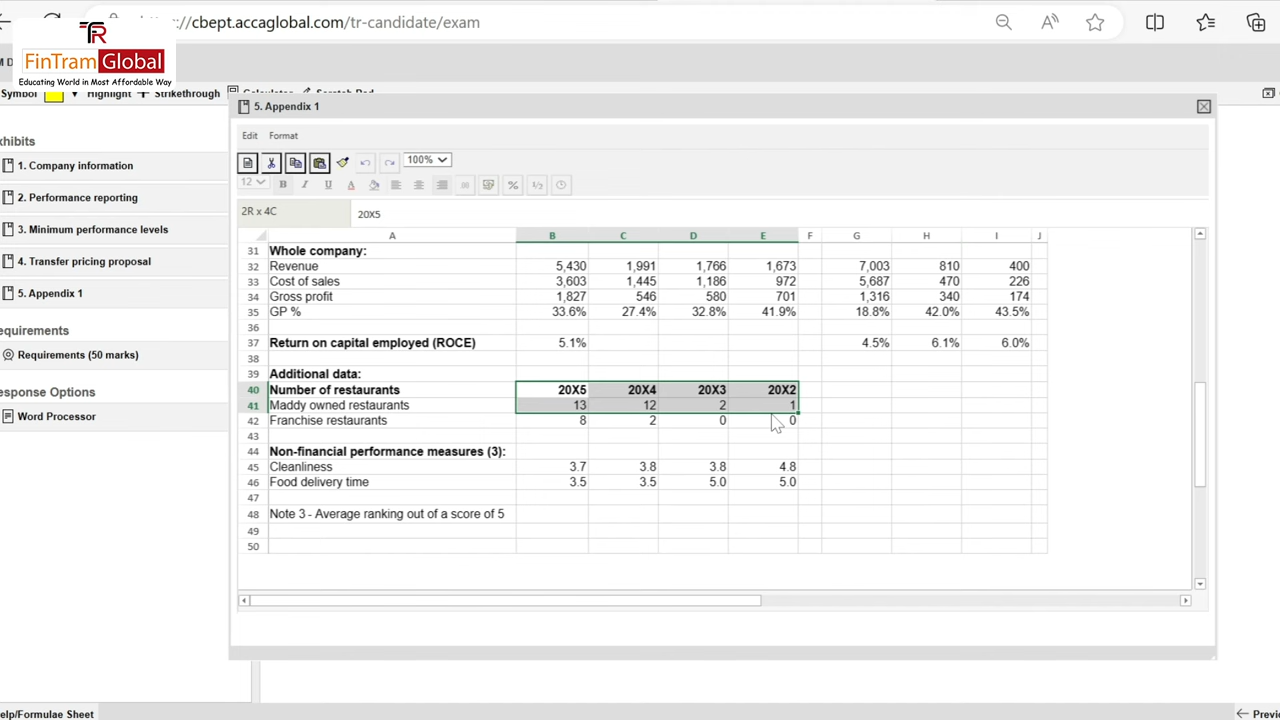 ://cbept.accaglobal.com/tr-candidate/exam
TR
FinTram Global
Educating World in Most Affordable Way
M D
Symbol Highlight Strikethrough Calculator Scratch Pad
xhibits
1. Company information
2. Performance reporting
3. Minimum performance levels
4. Transfer pricing proposal
5. Appendix 1
equirements
Requirements (50 marks)
esponse Options
Word Processor
elp/Formulae Sheet
5. Appendix 1
Edit Format
100%
12 B I U A % ½
2R x 4C 20X5
A B C D E F G H I J
31 Whole company:
32 Revenue 5,430 1,991 1,766 1,673 7,003 810 400
33 Cost of sales 3,603 1,445 1,186 972 5,687 470 226
34 Gross profit 1,827 546 580 701 1,316 340 174
35 GP % 33.6% 27.4% 32.8% 41.9% 18.8% 42.0% 43.5%
36
37 Return on capital employed (ROCE) 5.1% 4.5% 6.1% 6.0%
38
39 Additional data:
40 Number of restaurants 20X5 20X4 20X3 20X2
41 Maddy owned restaurants 13 12 2 1
42 Franchise restaurants 8 2 0 0
43
44 Non-financial performance measures (3):
45 Cleanliness 3.7 3.8 3.8 4.8
46 Food delivery time 3.5 3.5 5.0 5.0
47
48 Note 3 - Average ranking out of a score of 5
49
50
Previo